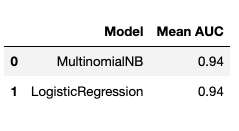 Model Mean AUC
0 MultinomialNB 0.94
1 LogisticRegression 0.94